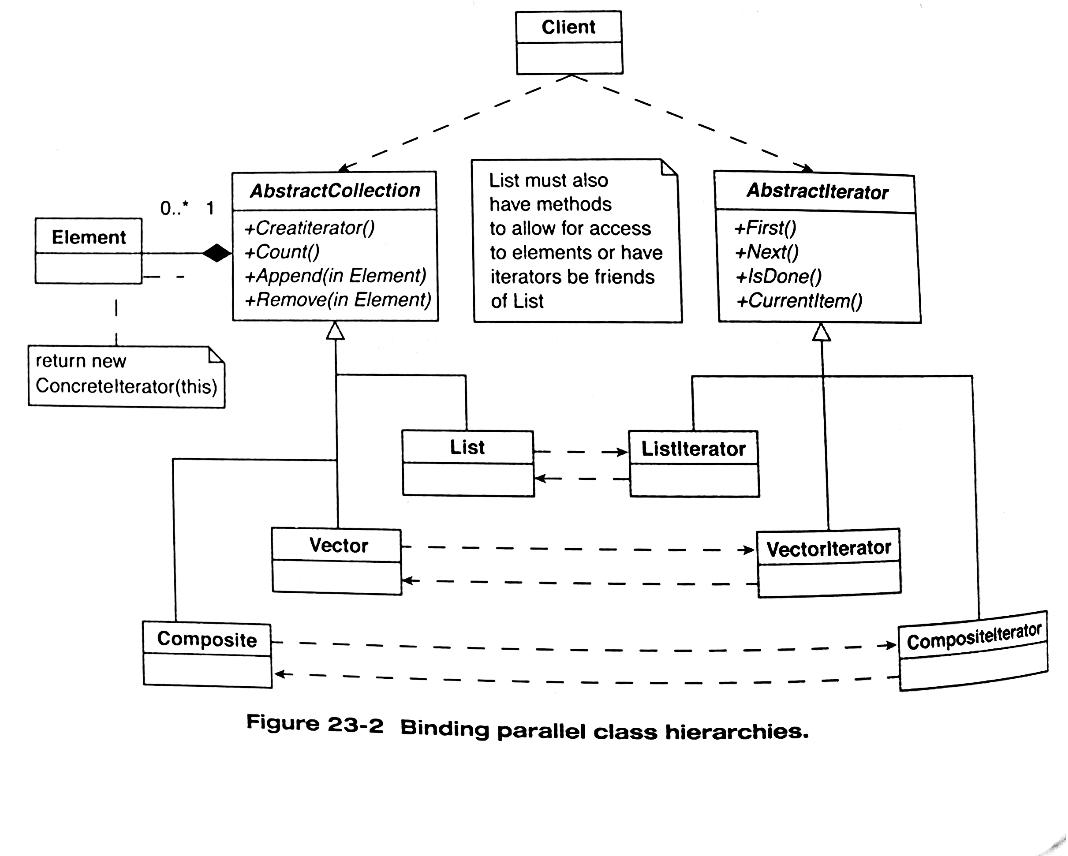 Client
AbstractCollection
+Creatiterator()
+Count()
+Append(in Element)
+Remove(in Element)
List must also
have methods
to allow for access
to elements or have
iterators be friends
of List
AbstractIterator
+First()
+Next()
+IsDone()
+CurrentItem()
0..* 1
Element
return new
ConcreteIterator(this)
List
ListIterator
Vector
VectorIterator
Composite
CompositeIterator
Figure 23-2 Binding parallel class hierarchies.